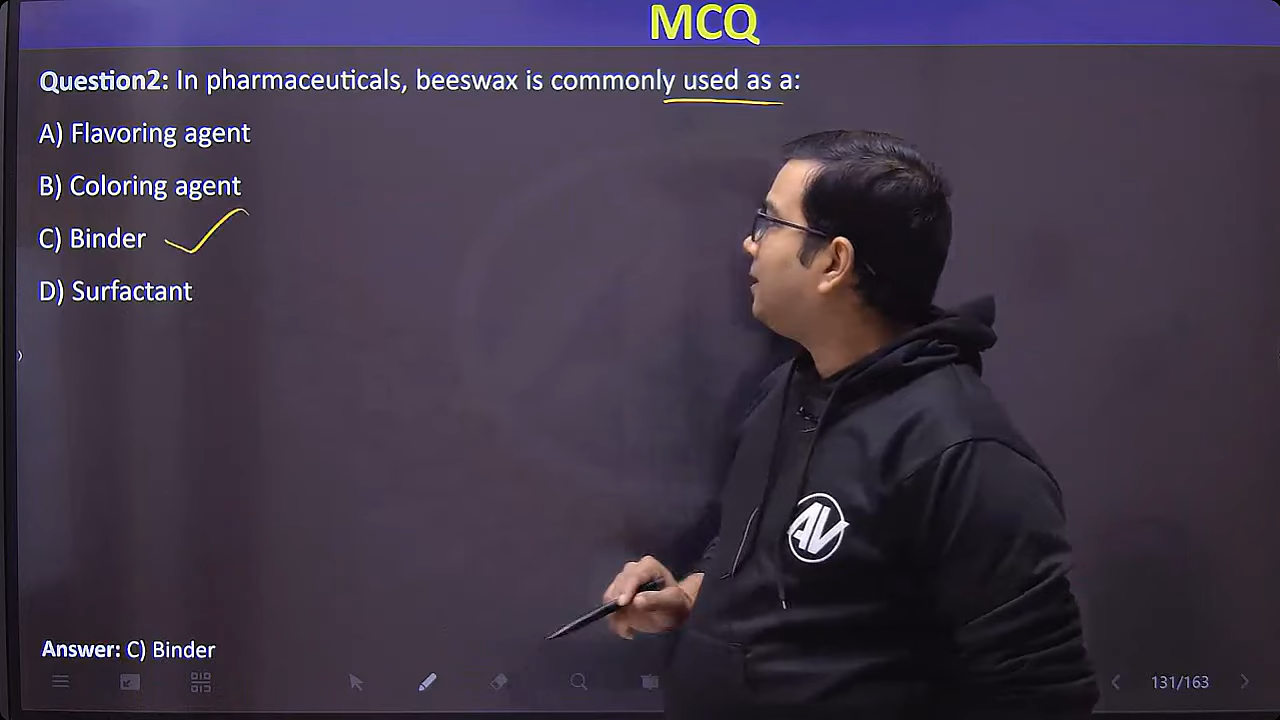 MCQ
Question2: In pharmaceuticals, beeswax is commonly used as a:
A) Flavoring agent
B) Coloring agent
C) Binder
D) Surfactant
AV
Answer: C) Binder
131/163